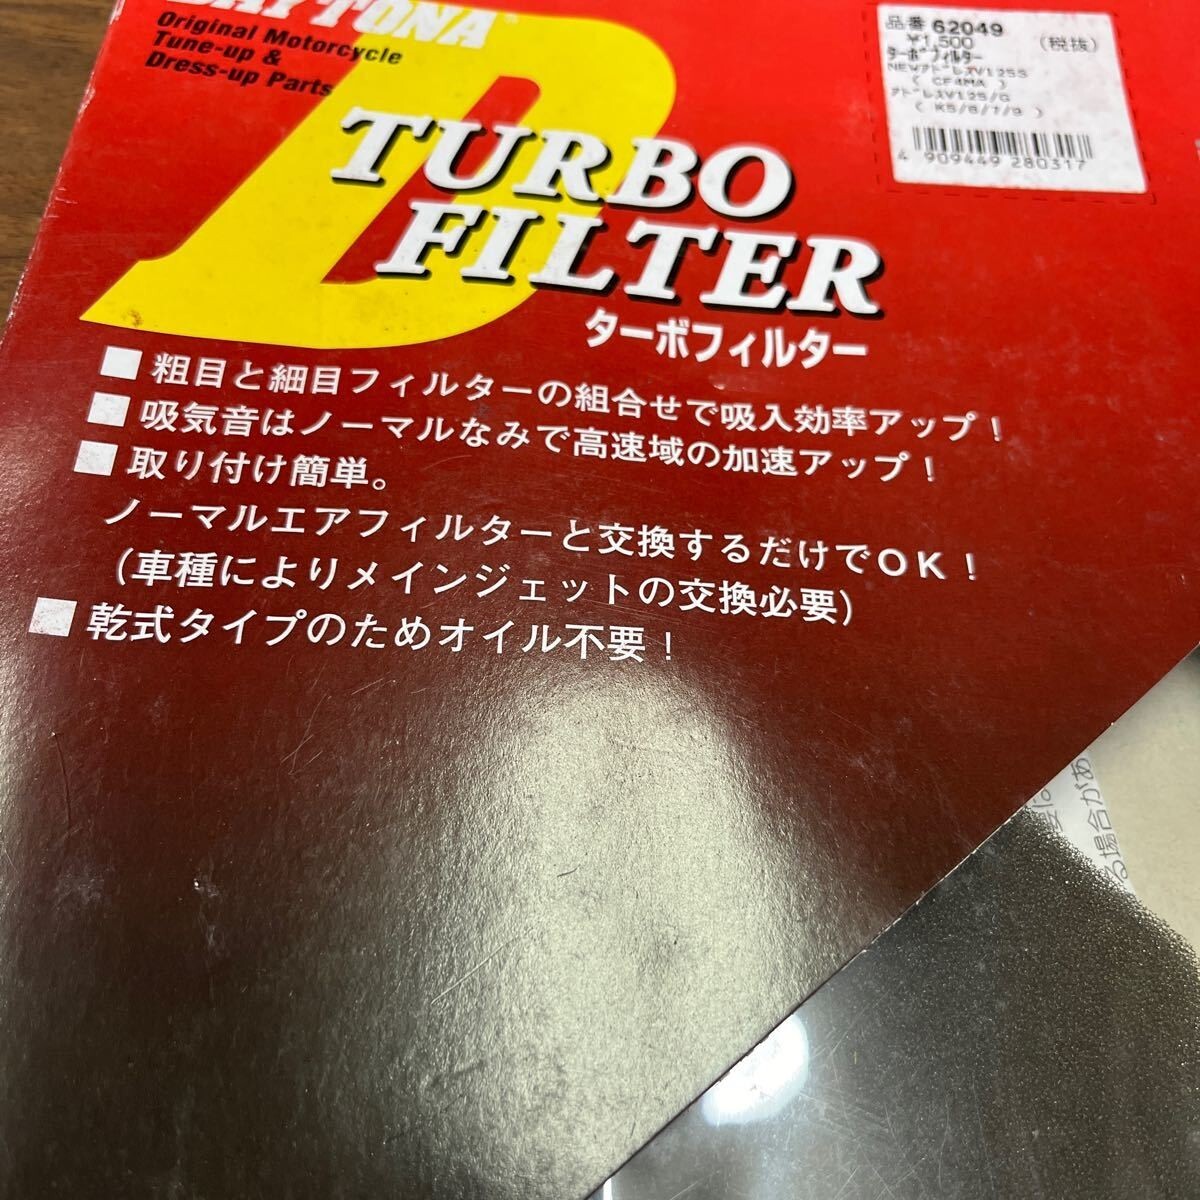 DAYTONA
Original Motorcycle
Tune-up &
Dress-up Parts
品番 62049
¥1,500 (税抜)
ターボフィルター
NEWアドレスV125S
( CF4MA )
アドレスV125/G
( K5/6/7/9 )
4 909449 280317
TURBO
FILTER
ターボフィルター
■ 粗目と細目フィルターの組合せで吸入効率アップ!
■ 吸気音はノーマルなみで高速域の加速アップ!
■ 取り付け簡単。
ノーマルエアフィルターと交換するだけでOK!
(車種によりメインジェットの交換必要)
■ 乾式タイプのためオイル不要!
る場合があ